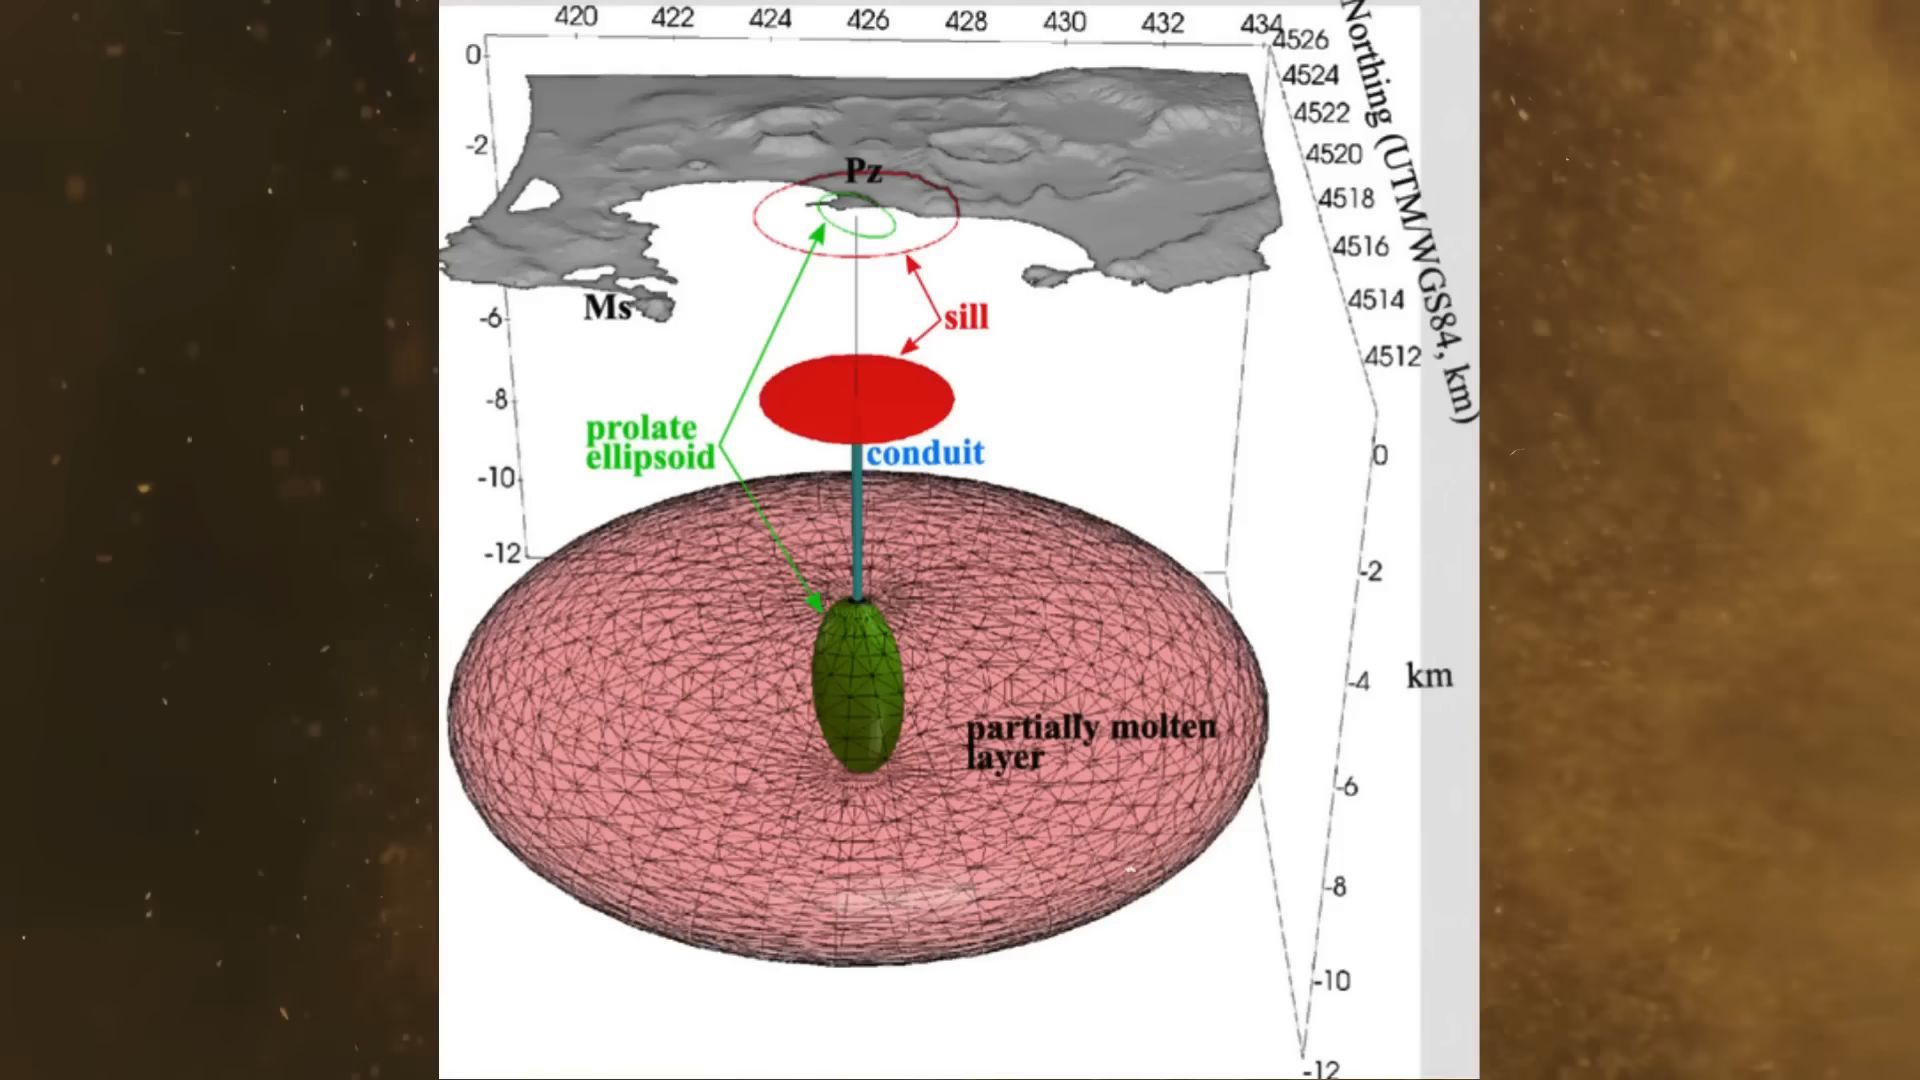 420 422 424 426 428 430 432 434
4526
4524
4522
4520
4518
4516
4514
4512
Northing (UTM/WGS84, km)
0
-2
-6
-8
-10
-12
Pz
Ms
sill
prolate
ellipsoid
conduit
partially molten
layer
0
-2
-4
-6
-8
-10
-12
km